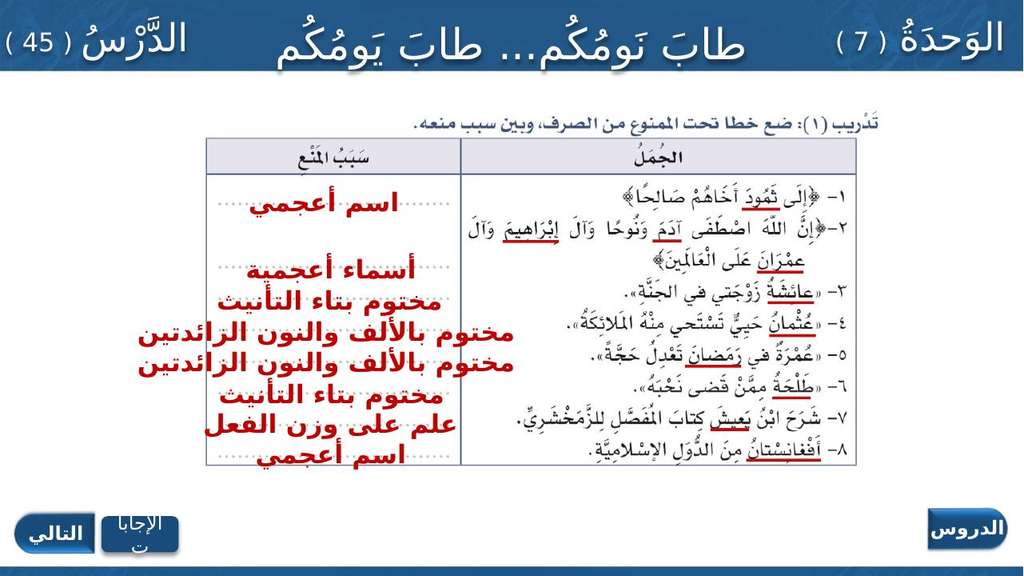 الوَحدَةُ ( 7 )
طابَ نَومُكُم... طابَ يَومُكُم
الدَّرْسُ ( 45 )
تَدْريب (١): ضع خطا تحت الممنوع من الصرف، وبين سبب منعه.
الجُمَلُ
سَبَبُ المَنْعِ
١- ﴿إِلَى ثَمُودَ أَخَاهُمْ صَالِحًا﴾
اسم أعجمي
٢- ﴿إِنَّ اللَّهَ اصْطَفَى آدَمَ وَنُوحًا وَآلَ إِبْرَاهِيمَ وَآلَ
عِمْرَانَ عَلَى الْعَالَمِينَ﴾
أسماء أعجمية
٣- «عائِشَةُ زَوْجَتي في الجَنَّةِ».
مختوم بتاء التأنيث
٤- «عُثْمانُ حَيِيٌّ تَسْتَحي مِنْهُ المَلائِكَةُ».
مختوم بالألف والنون الزائدتين
٥- «عُمْرَةٌ في رَمَضانَ تَعْدِلُ حَجَّةً».
مختوم بالألف والنون الزائدتين
٦- «طَلْحَةُ مِمَّنْ قَضى نَحْبَهُ».
مختوم بتاء التأنيث
٧- شَرَحَ ابْنُ يَعيشَ كِتابَ المُفَصَّلِ لِلزَّمَخْشَرِيِّ.
علم على وزن الفعل
٨- أَفْغانِسْتانُ مِنَ الدُّوَلِ الإِسْلامِيَّةِ.
اسم أعجمي
الدروس
الإجابا
ت
التالي